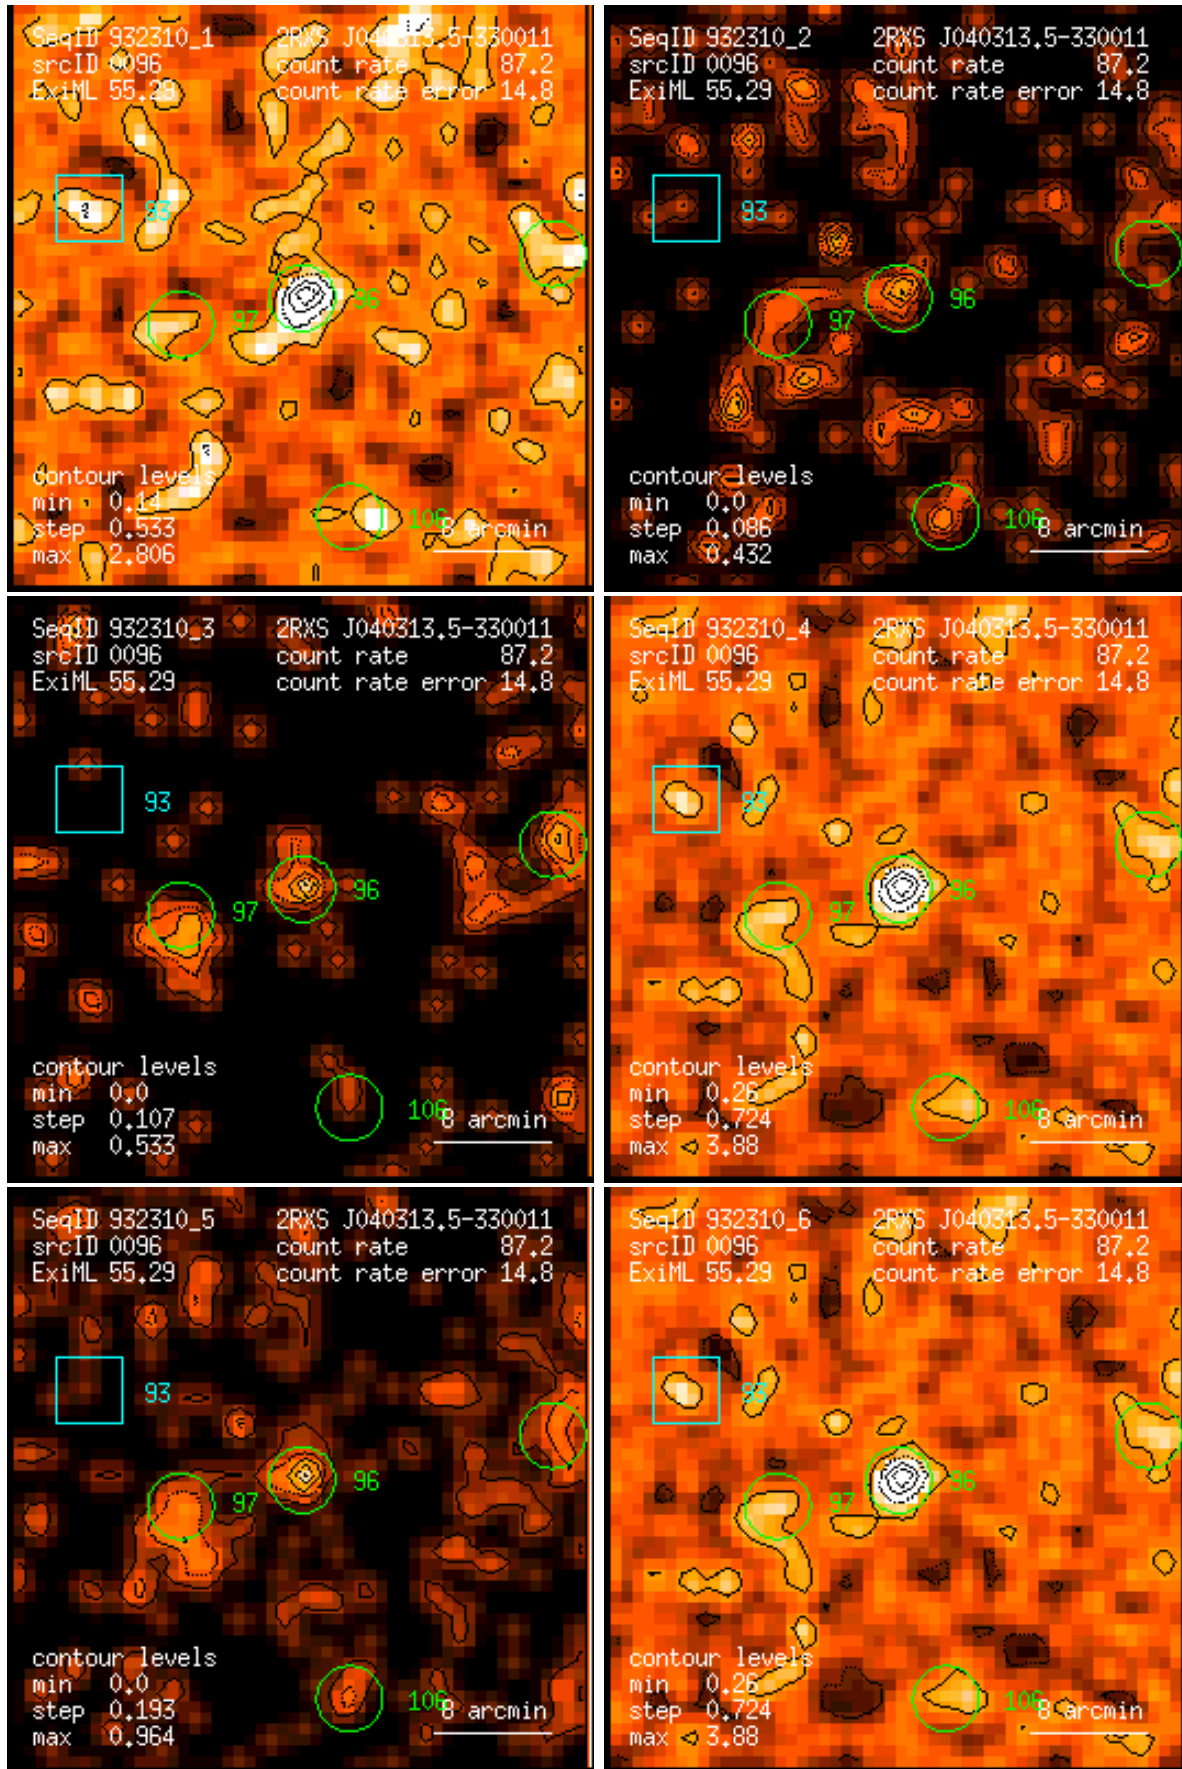 SeqID 932310_1 2RXS J040313.5-330011
srcID 0096 count rate 87.2
ExiML 55.29 count rate error 14.8
93
96
97
contour levels
min 0.14
step 0.533
max 2.806
106
8 arcmin
SeqID 932310_2 2RXS J040313.5-330011
srcID 0096 count rate 87.2
ExiML 55.29 count rate error 14.8
93
96
97
contour levels
min 0.0
step 0.086
max 0.432
106
8 arcmin
SeqID 932310_3 2RXS J040313.5-330011
srcID 0096 count rate 87.2
ExiML 55.29 count rate error 14.8
93
96
97
contour levels
min 0.0
step 0.107
max 0.533
106
8 arcmin
SeqID 932310_4 2RXS J040313.5-330011
srcID 0096 count rate 87.2
ExiML 55.29 count rate error 14.8
93
96
97
contour levels
min 0.26
step 0.724
max 3.88
106
8 arcmin
SeqID 932310_5 2RXS J040313.5-330011
srcID 0096 count rate 87.2
ExiML 55.29 count rate error 14.8
93
96
97
contour levels
min 0.0
step 0.193
max 0.964
106
8 arcmin
SeqID 932310_6 2RXS J040313.5-330011
srcID 0096 count rate 87.2
ExiML 55.29 count rate error 14.8
93
96
97
contour levels
min 0.26
step 0.724
max 3.88
106
8 arcmin